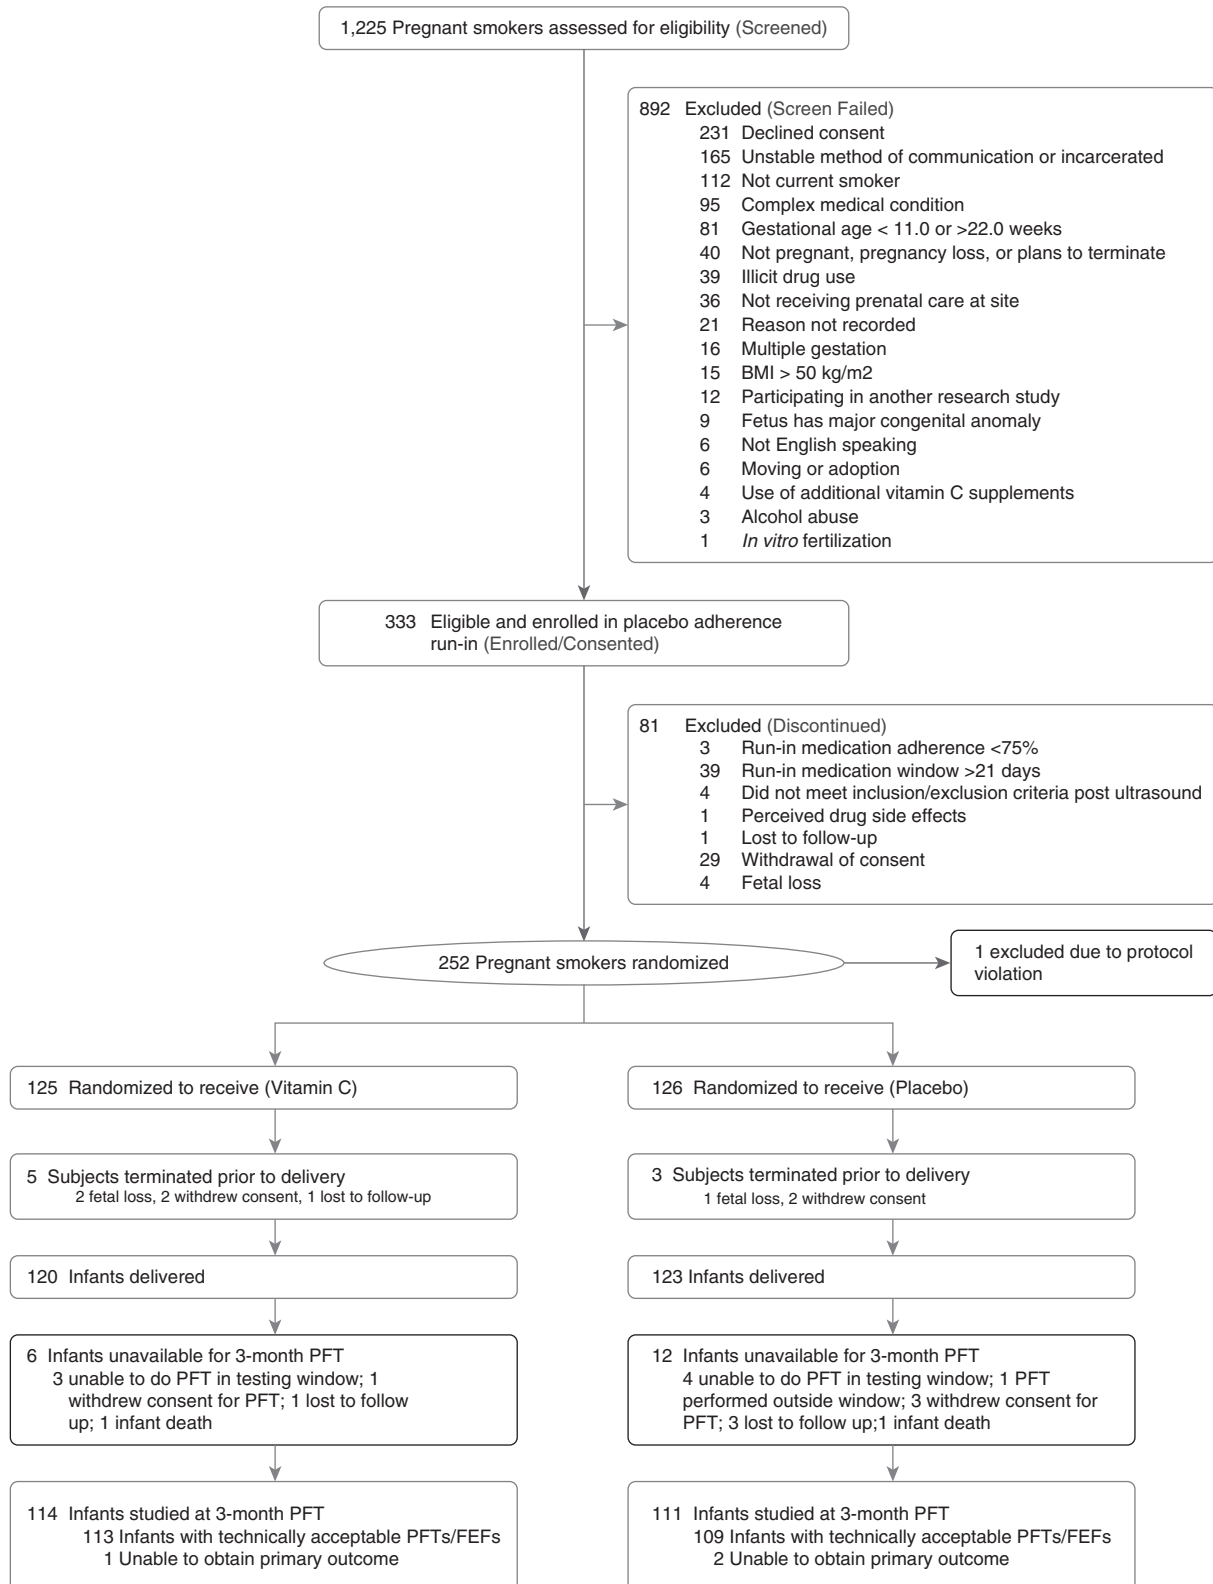 1,225 Pregnant smokers assessed for eligibility (Screened)
892 Excluded (Screen Failed)
231 Declined consent
165 Unstable method of communication or incarcerated
112 Not current smoker
95 Complex medical condition
81 Gestational age < 11.0 or >22.0 weeks
40 Not pregnant, pregnancy loss, or plans to terminate
39 Illicit drug use
36 Not receiving prenatal care at site
21 Reason not recorded
16 Multiple gestation
15 BMI > 50 kg/m2
12 Participating in another research study
9 Fetus has major congenital anomaly
6 Not English speaking
6 Moving or adoption
4 Use of additional vitamin C supplements
3 Alcohol abuse
1 In vitro fertilization
333 Eligible and enrolled in placebo adherence
run-in (Enrolled/Consented)
81 Excluded (Discontinued)
3 Run-in medication adherence <75%
39 Run-in medication window >21 days
4 Did not meet inclusion/exclusion criteria post ultrasound
1 Perceived drug side effects
1 Lost to follow-up
29 Withdrawal of consent
4 Fetal loss
252 Pregnant smokers randomized
1 excluded due to protocol
violation
125 Randomized to receive (Vitamin C)
126 Randomized to receive (Placebo)
5 Subjects terminated prior to delivery
2 fetal loss, 2 withdrew consent, 1 lost to follow-up
3 Subjects terminated prior to delivery
1 fetal loss, 2 withdrew consent
120 Infants delivered
123 Infants delivered
6 Infants unavailable for 3-month PFT
3 unable to do PFT in testing window; 1
withdrew consent for PFT; 1 lost to follow
up; 1 infant death
12 Infants unavailable for 3-month PFT
4 unable to do PFT in testing window; 1 PFT
performed outside window; 3 withdrew consent for
PFT; 3 lost to follow up;1 infant death
114 Infants studied at 3-month PFT
113 Infants with technically acceptable PFTs/FEFs
1 Unable to obtain primary outcome
111 Infants studied at 3-month PFT
109 Infants with technically acceptable PFTs/FEFs
2 Unable to obtain primary outcome